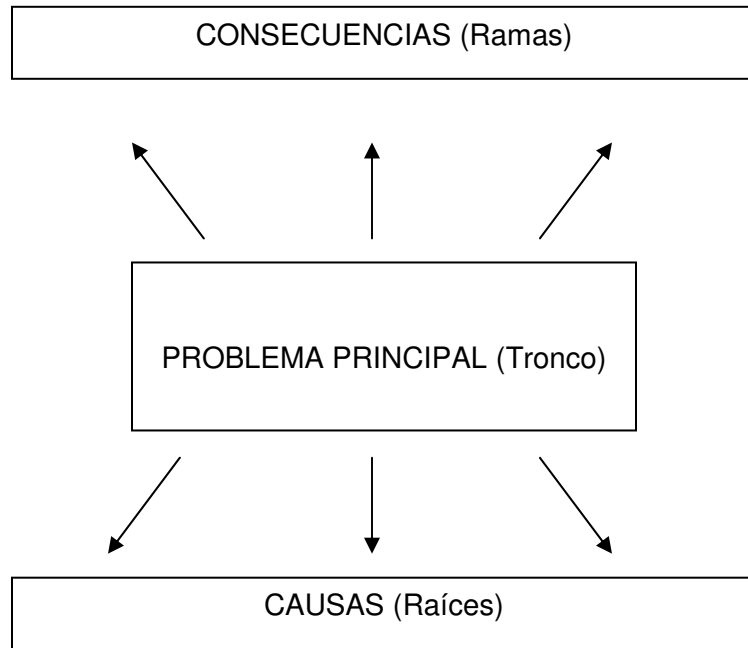 CONSECUENCIAS (Ramas)
PROBLEMA PRINCIPAL (Tronco)
CAUSAS (Raíces)